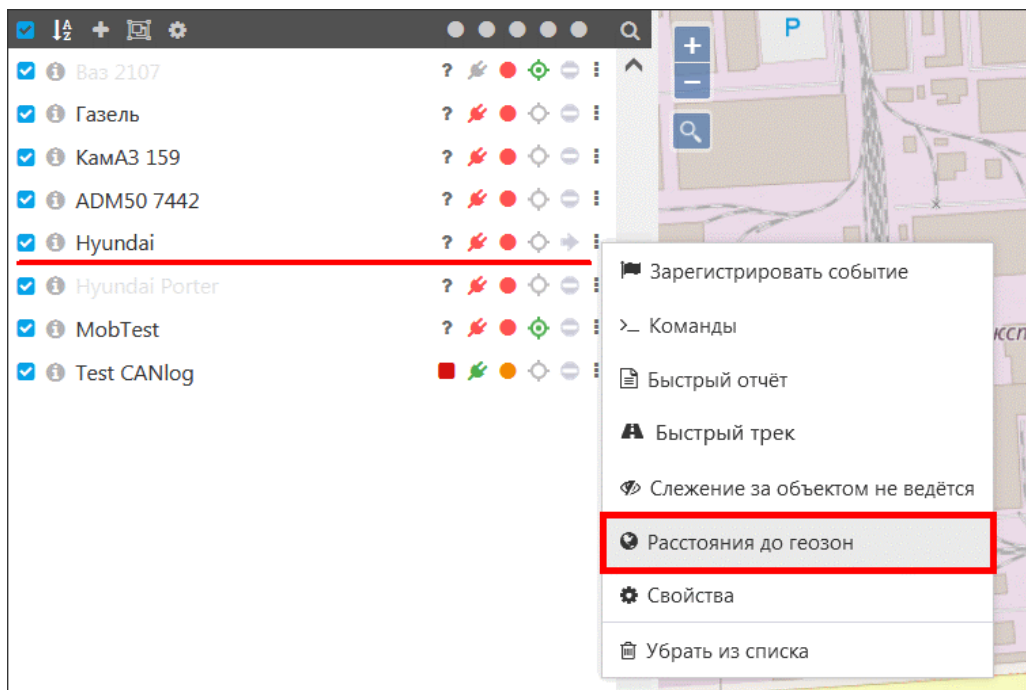 Ваз 2107 ?
Газель ?
КамАЗ 159 ?
ADM50 7442 ?
Hyundai ?
Hyundai Porter ?
MobTest ?
Test CANlog
P
+
−
Зарегистрировать событие
>_ Команды
Быстрый отчёт
Быстрый трек
Слежение за объектом не ведётся
Расстояния до геозон
Свойства
Убрать из списка